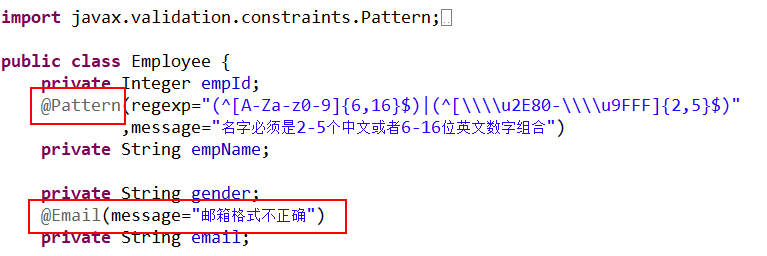 import javax.validation.constraints.Pattern;
public class Employee {
private Integer empId;
@Pattern(regexp="(^[A-Za-z0-9]{6,16}$)|(^[\\\\u2E80-\\\\u9FFF]{2,5}$)"
,message="名字必须是2-5个中文或者6-16位英文数字组合")
private String empName;
private String gender;
@Email(message="邮箱格式不正确")
private String email;